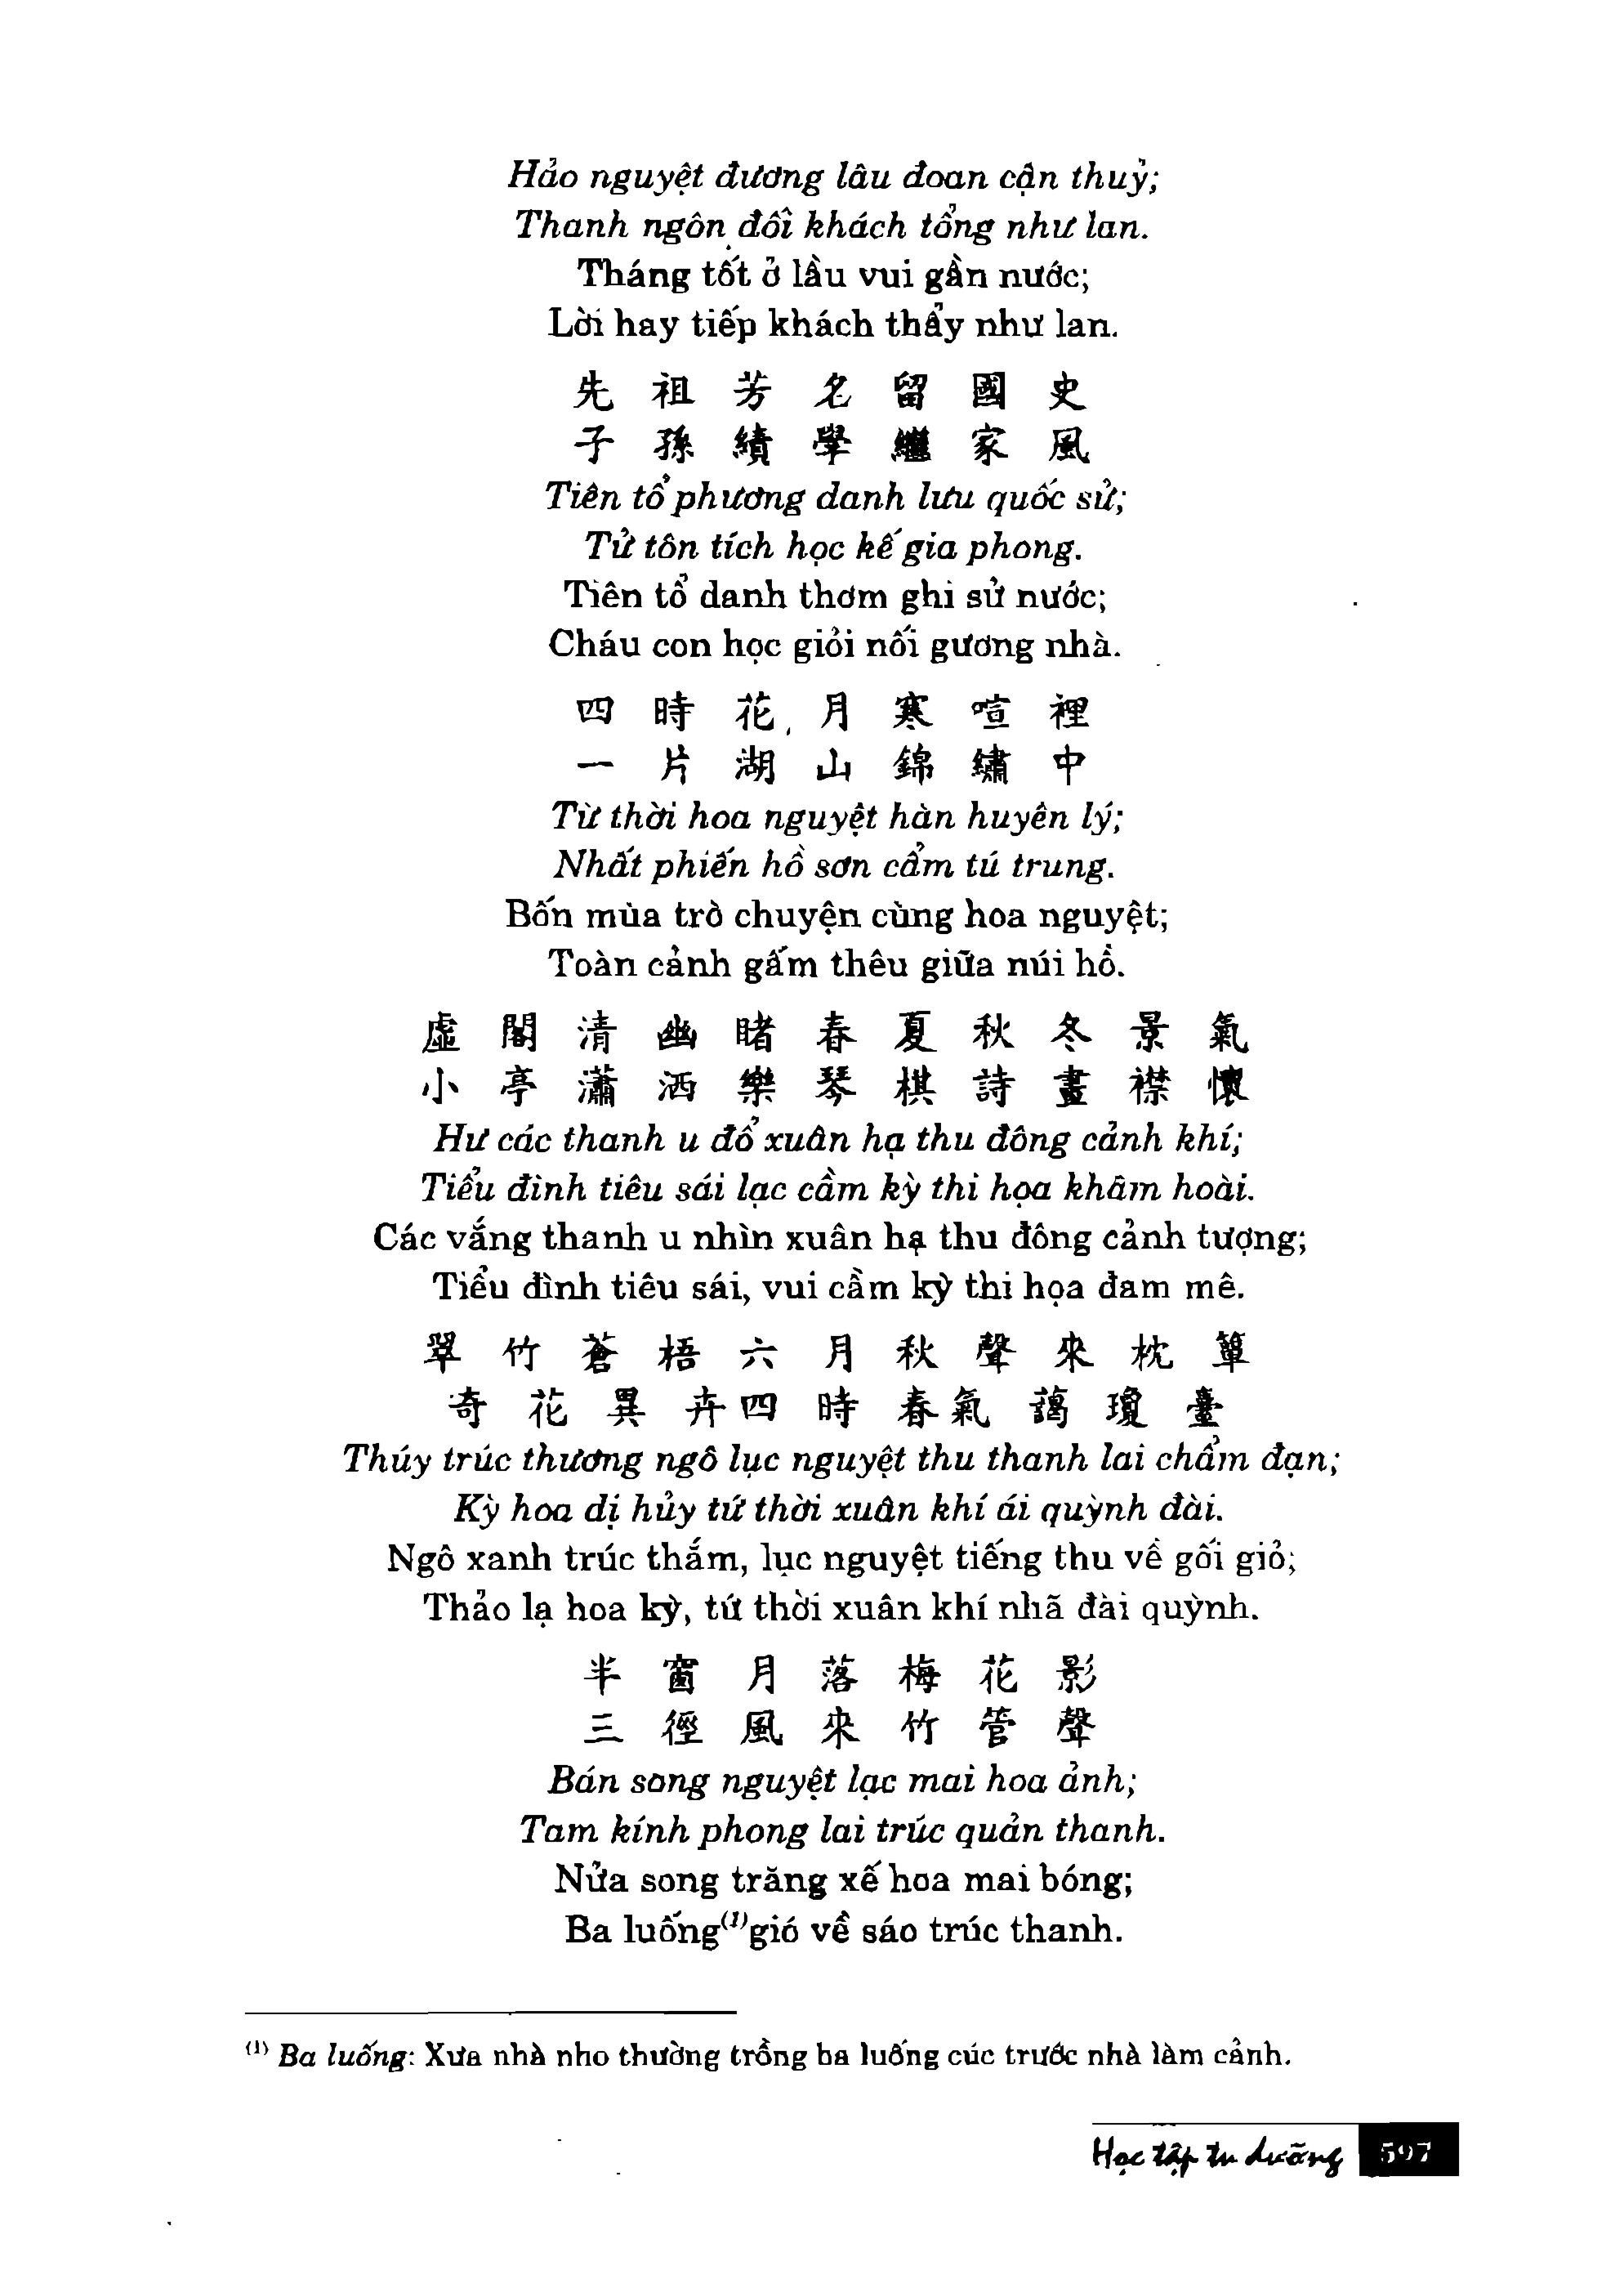 Hảo nguyệt đương lâu đoan cận thuỷ;
Thanh ngôn đối khách tổng như lan.
Tháng tốt ở lầu vui gần nước;
Lời hay tiếp khách thảy như lan.
先祖芳名留國史
子孫績學繼家風
Tiên tổ phương danh lưu quốc sử;
Tử tôn tích học kế gia phong.
Tiên tổ danh thơm ghi sử nước;
Cháu con học giỏi nối gương nhà.
四時花月寒喧裡
一片湖山錦繡中
Từ thời hoa nguyệt hàn huyên lý;
Nhất phiến hồ sơn cẩm tú trung.
Bốn mùa trò chuyện cùng hoa nguyệt;
Toàn cảnh gấm thêu giữa núi hồ.
虛閣清幽睹春夏秋冬景氣
小亭瀟洒樂琴棋詩畫襟懷
Hư các thanh u đổ xuân hạ thu đông cảnh khí;
Tiểu đình tiêu sái lạc cầm kỳ thi họa khâm hoài.
Các vắng thanh u nhìn xuân hạ thu đông cảnh tượng;
Tiểu đình tiêu sái, vui cầm kỳ thi họa đam mê.
翠竹蒼梧六月秋聲來枕簞
奇花異卉四時春氣藹瓊臺
Thúy trúc thương ngô lục nguyệt thu thanh lai chẩm đạn;
Kỳ hoa dị hủy tứ thời xuân khí ái quỳnh đài.
Ngô xanh trúc thắm, lục nguyệt tiếng thu về gối giỏ;
Thảo lạ hoa kỳ, tứ thời xuân khí nhã đài quỳnh.
半窗月落梅花影
三徑風來竹管聲
Bán song nguyệt lạc mai hoa ảnh;
Tam kính phong lai trúc quản thanh.
Nửa song trăng xế hoa mai bóng;
Ba luống(1) gió về sáo trúc thanh.
(1) Ba luống: Xưa nhà nho thường trồng ba luống cúc trước nhà làm cảnh.
Học tập tu dưỡng 597